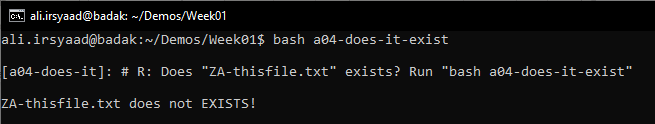 ali.irsyaad@badak: ~/Demos/Week01
ali.irsyaad@badak:~/Demos/Week01$ bash a04-does-it-exist
[a04-does-it]: # R: Does "ZA-thisfile.txt" exists? Run "bash a04-does-it-exist"
ZA-thisfile.txt does not EXISTS!